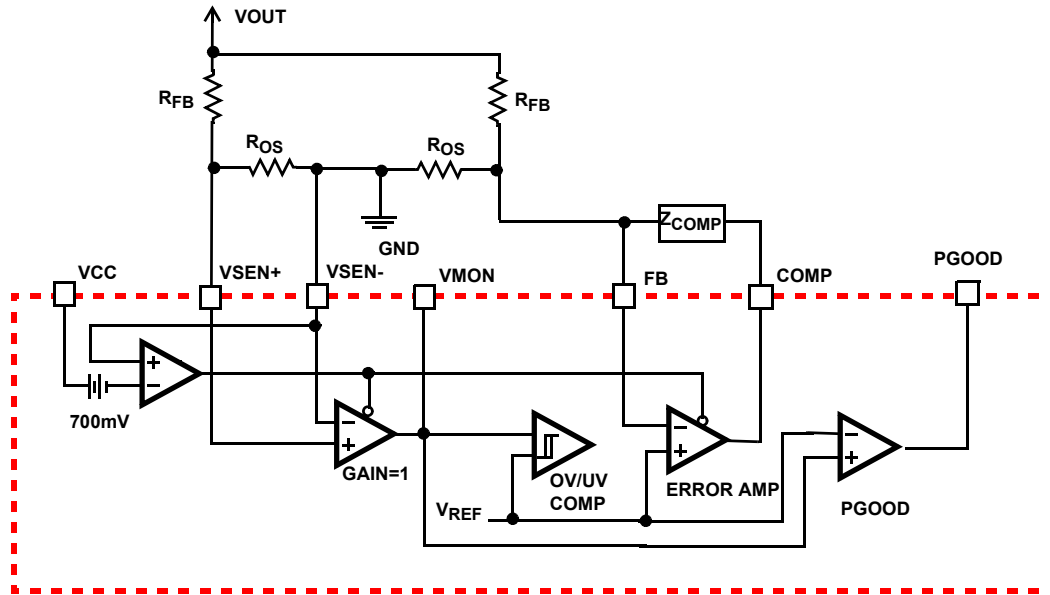 VOUT
RFB
RFB
ROS
ROS
ZCOMP
GND
VCC
VSEN+
VSEN-
VMON
FB
COMP
PGOOD
+
−
700mV
−
+
GAIN=1
OV/UV
COMP
−
+
ERROR AMP
−
+
PGOOD
VREF